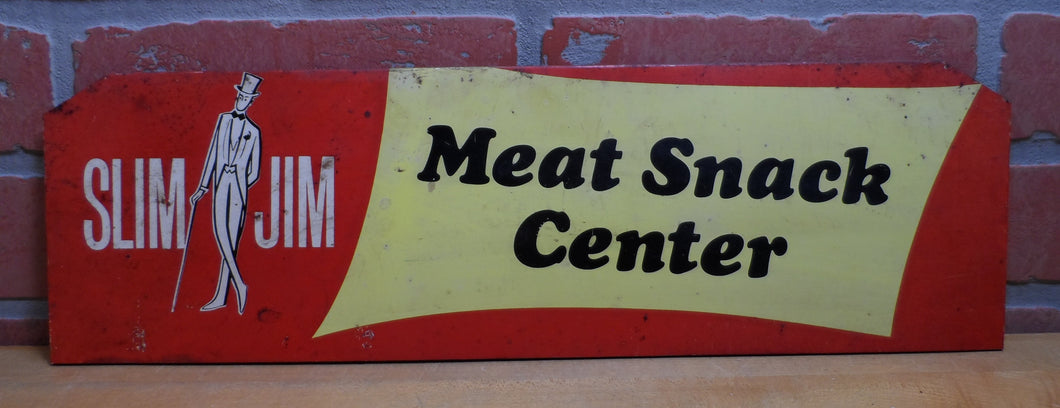 SLIM JIM
Meat Snack
Center